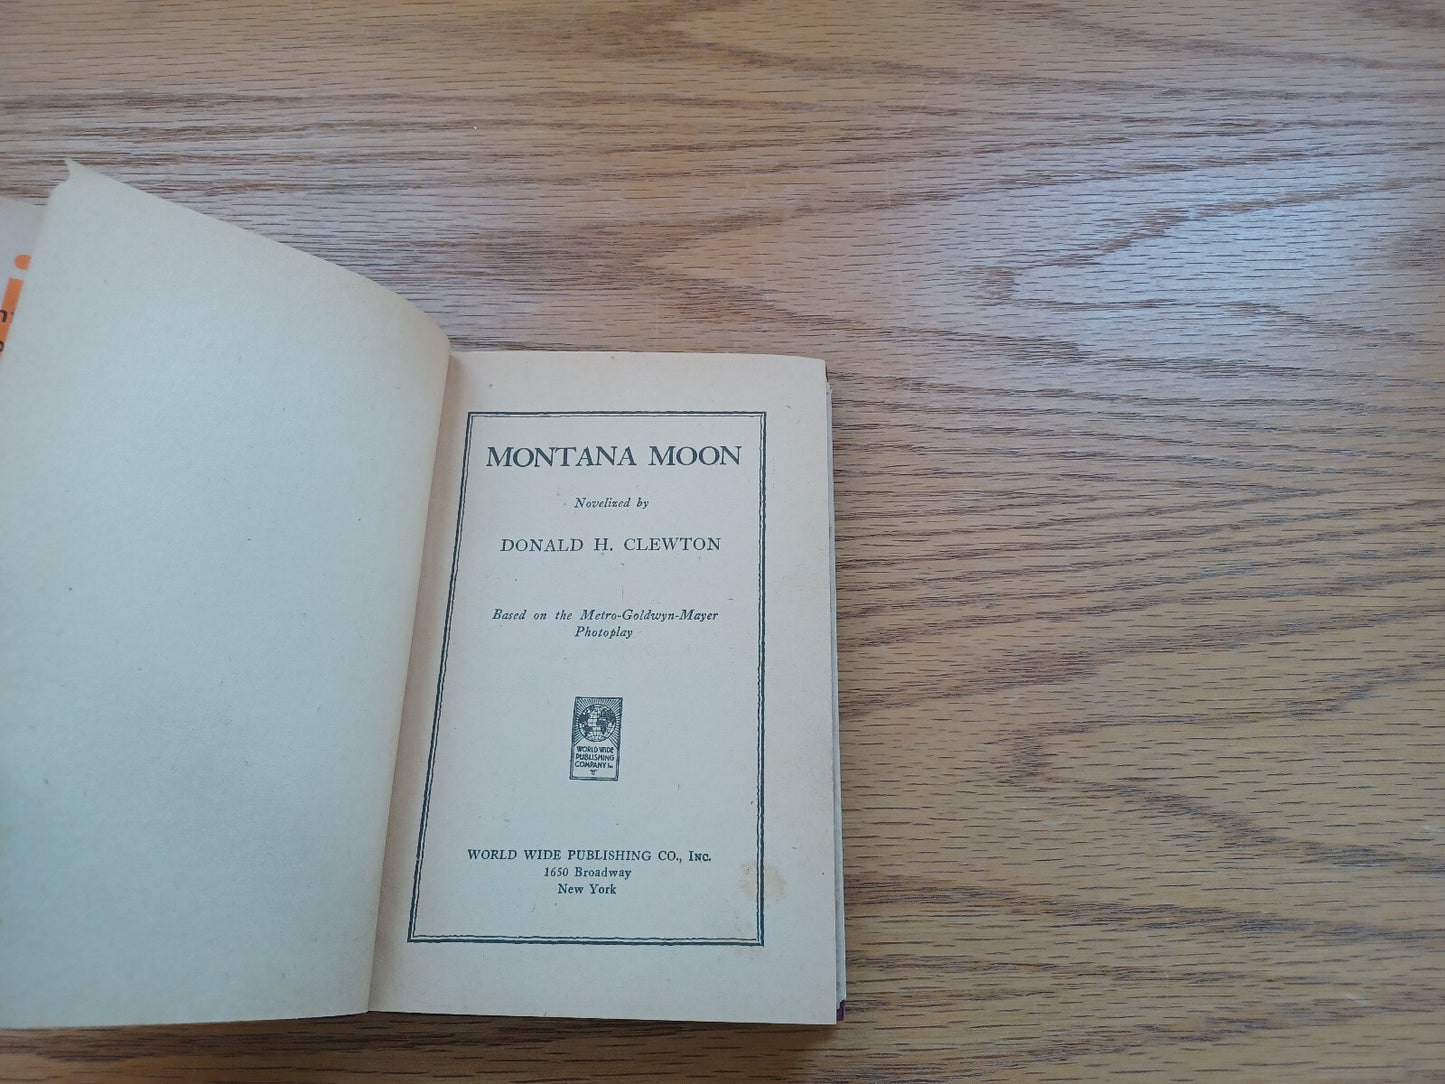 MONTANA MOON
Novelized by
DONALD H. CLEWTON
Based on the Metro-Goldwyn-Mayer
Photoplay
WORLD WIDE
PUBLISHING
COMPANY Inc
WORLD WIDE PUBLISHING CO., INC.
1650 Broadway
New York